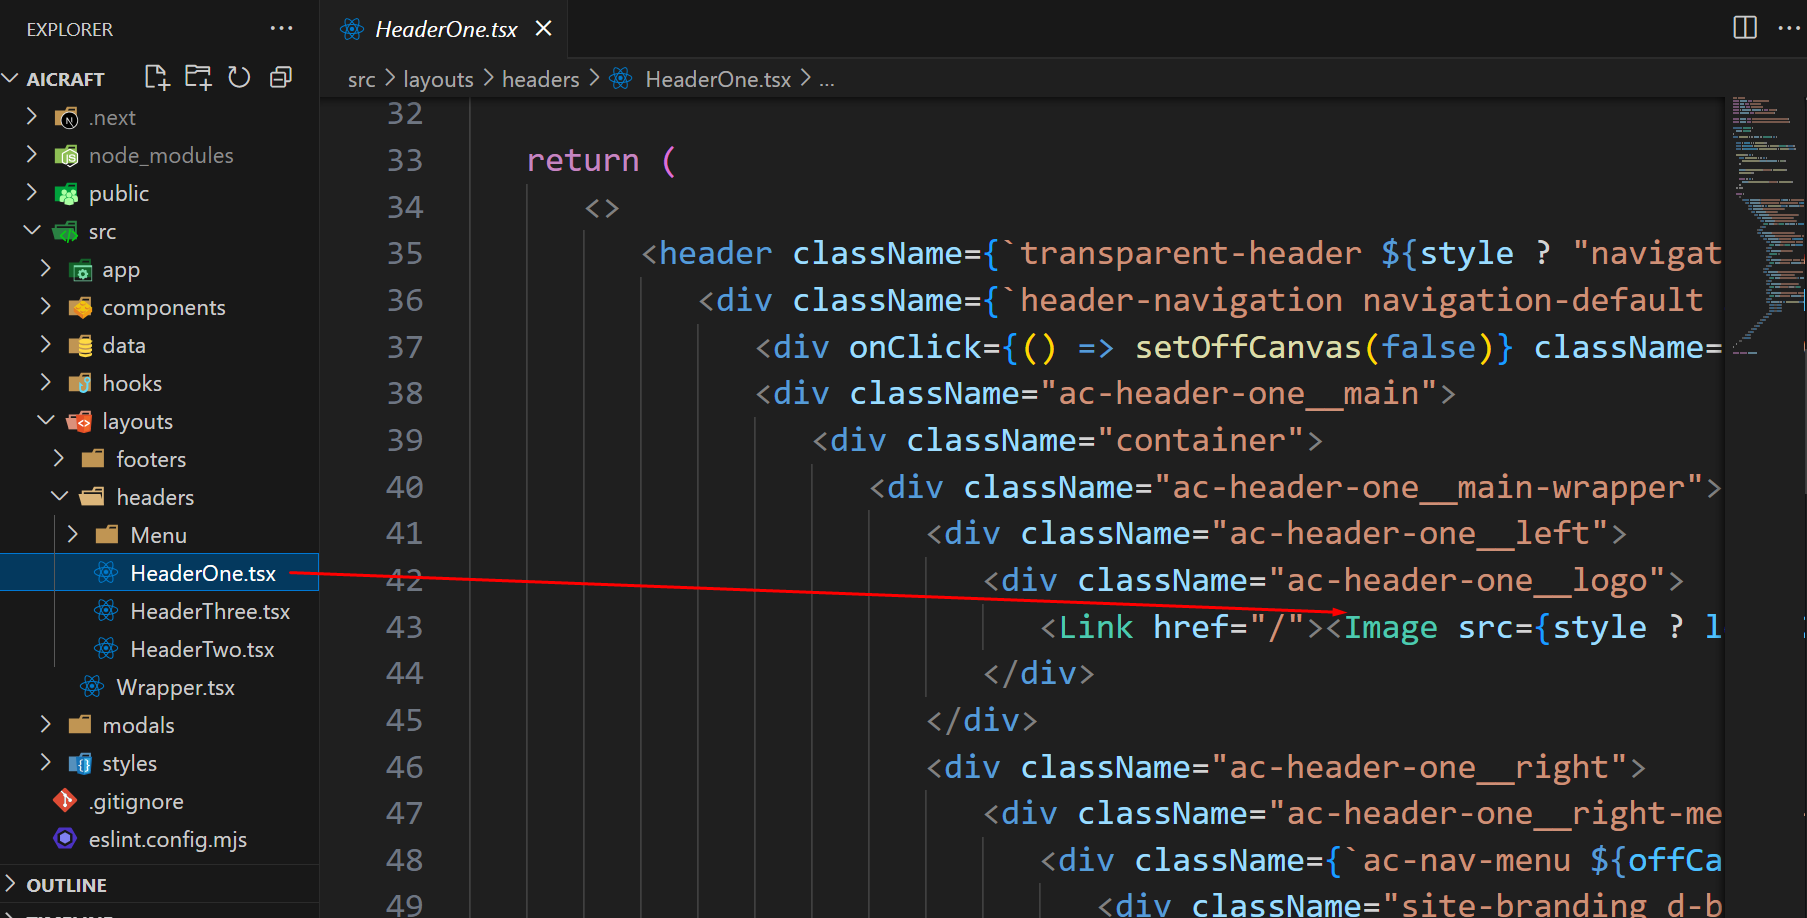 EXPLORER
AICRAFT
.next
node_modules
public
src
app
components
data
hooks
layouts
footers
headers
Menu
HeaderOne.tsx
HeaderThree.tsx
HeaderTwo.tsx
Wrapper.tsx
modals
styles
.gitignore
eslint.config.mjs
OUTLINE
HeaderOne.tsx
src > layouts > headers > HeaderOne.tsx > ...
32
33 return (
34 <>
35 <header className={`transparent-header ${style ? "navigat
36 <div className={`header-navigation navigation-default
37 <div onClick={() => setOffCanvas(false)} className=
38 <div className="ac-header-one__main">
39 <div className="container">
40 <div className="ac-header-one__main-wrapper">
41 <div className="ac-header-one__left">
42 <div className="ac-header-one__logo">
43 <Link href="/"><Image src={style ? l
44 </div>
45 </div>
46 <div className="ac-header-one__right">
47 <div className="ac-header-one__right-me
48 <div className={`ac-nav-menu ${offCa
49 <div className="site-branding d-b